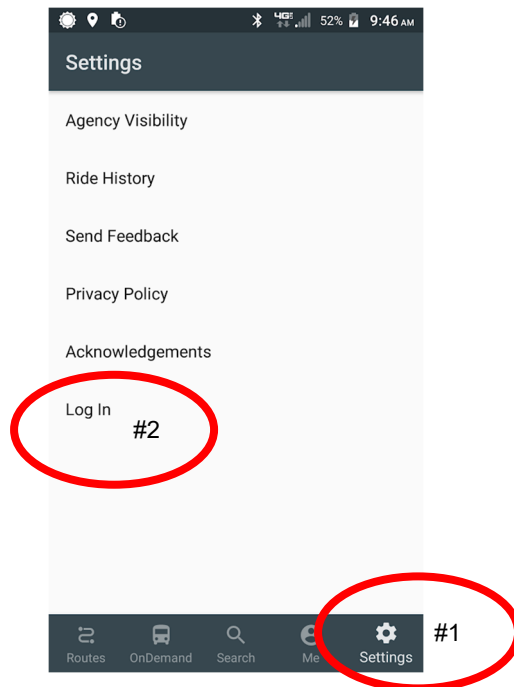 4G 52% 9:46 AM
Settings
Agency Visibility
Ride History
Send Feedback
Privacy Policy
Acknowledgements
Log In
#2
Routes OnDemand Search Me Settings #1